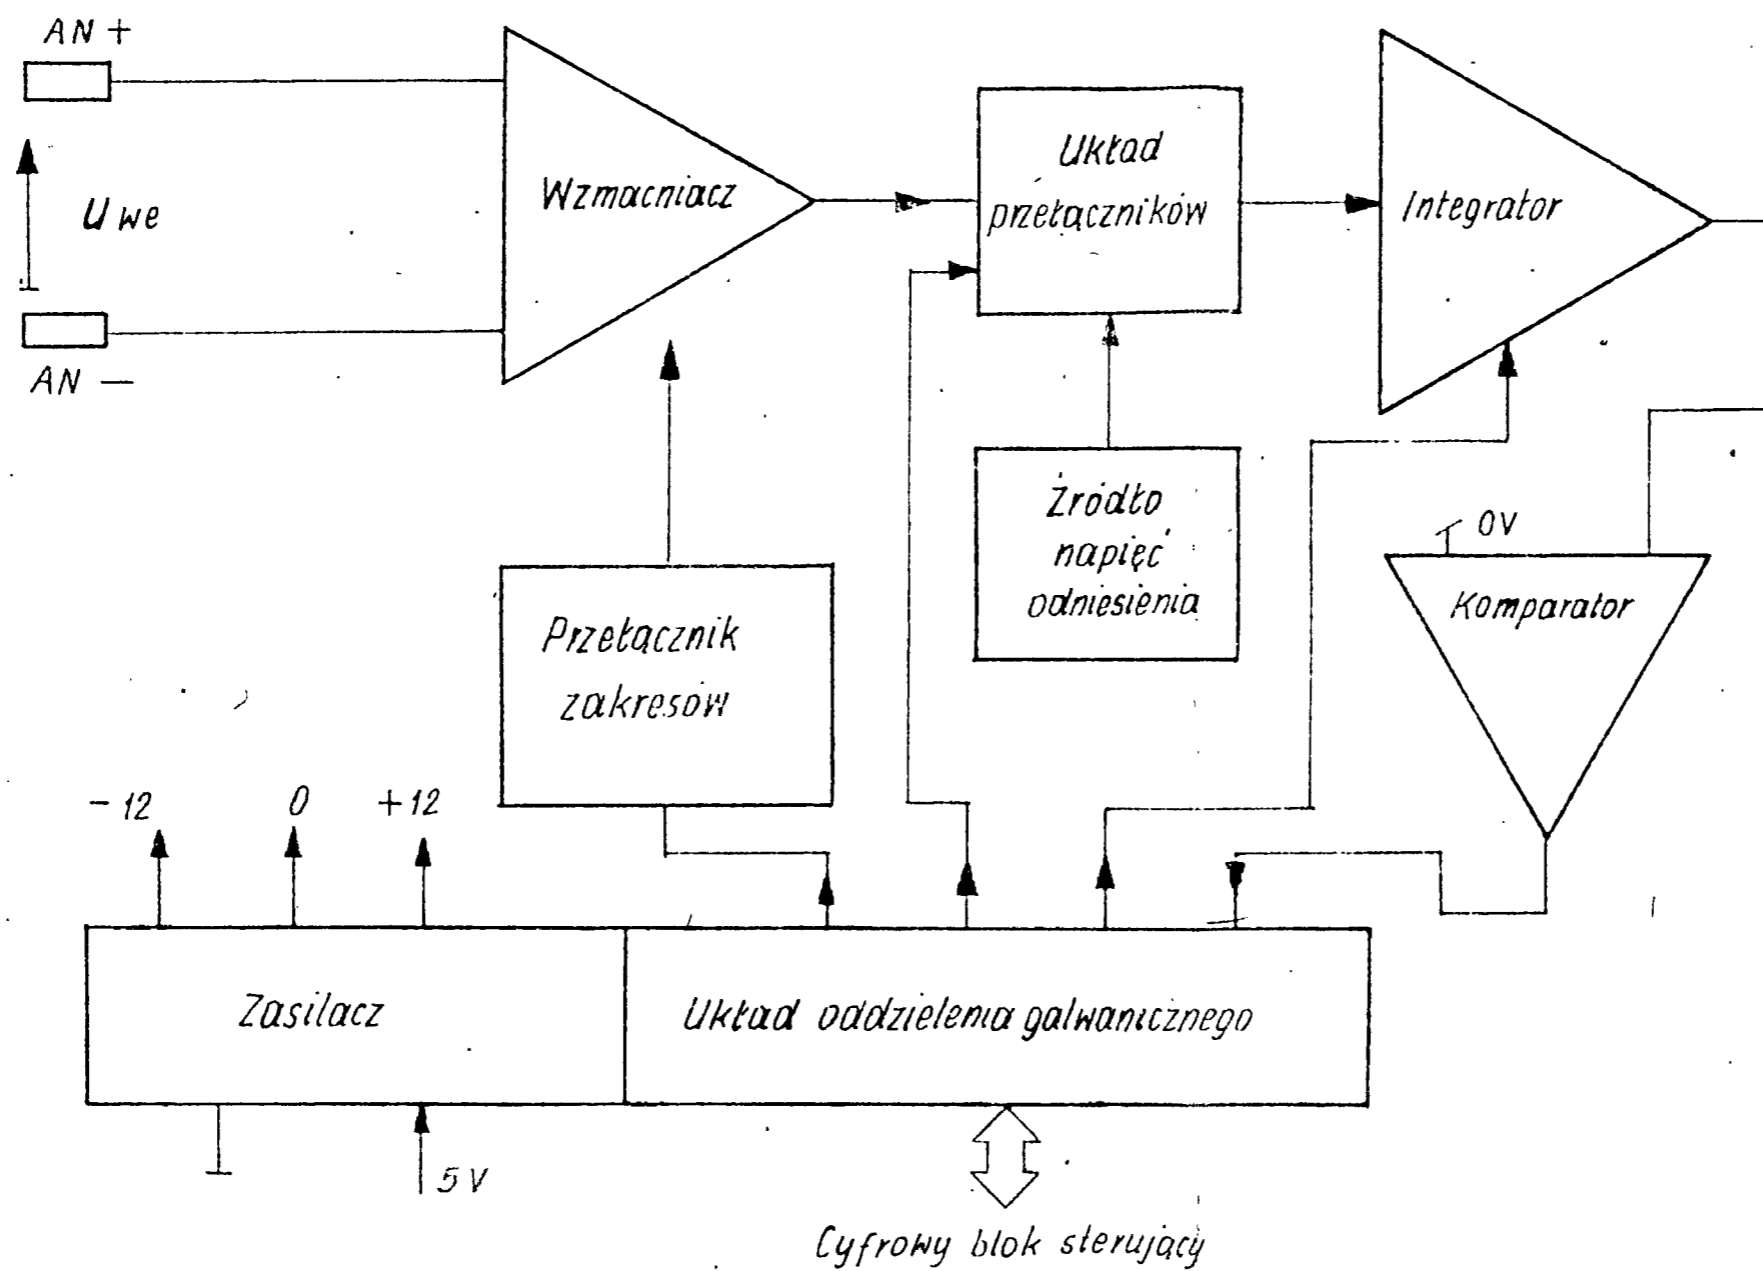 AN +
U we
AN —
Wzmacniacz
Układ
przełączników
Integrator
Źródło
napięć
odniesienia
0V
Komparator
Przełącznik
zakresów
- 12
0
+12
Zasilacz
Układ oddzielenia galwanicznego
5V
Cyfrowy blok sterujący